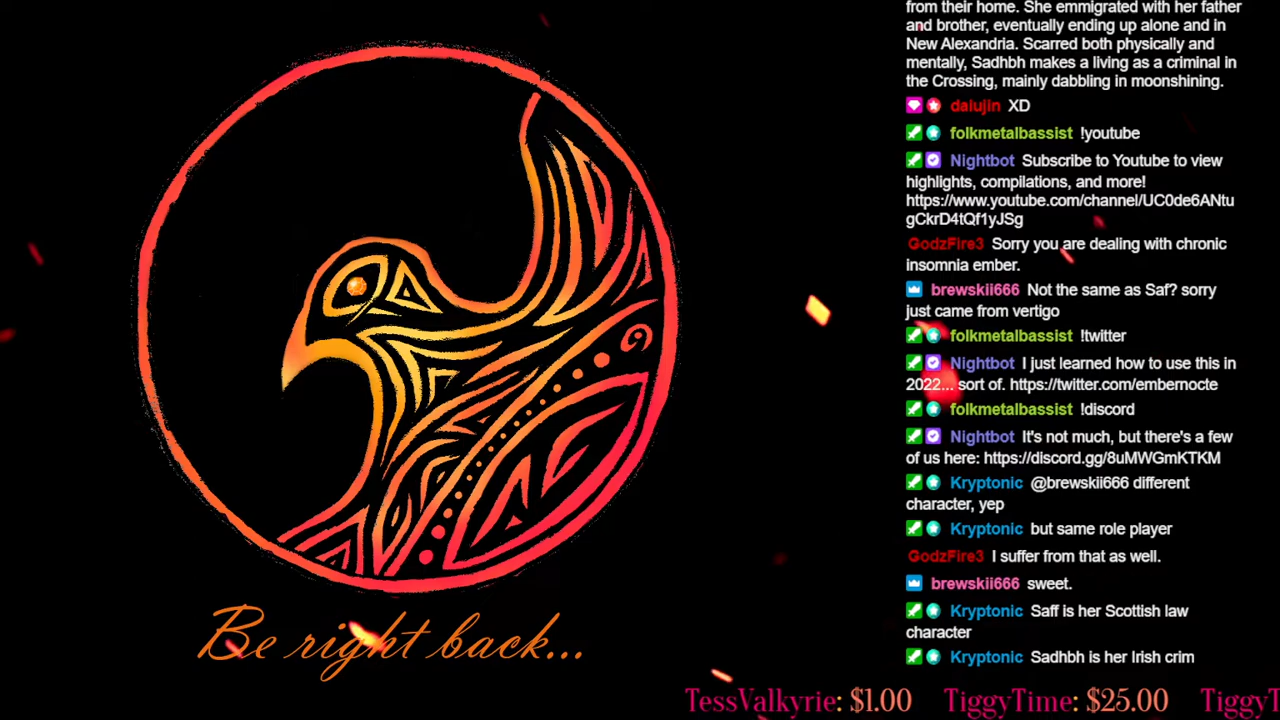 from their home. She emmigrated with her father
and brother, eventually ending up alone and in
New Alexandria. Scarred both physically and
mentally, Sadhbh makes a living as a criminal in
the Crossing, mainly dabbling in moonshining.
dalujin XD
folkmetalbassist !youtube
Nightbot Subscribe to Youtube to view
highlights, compilations, and more!
https://www.youtube.com/channel/UC0de6ANtu
gCkrD4tQf1yJSg
GodzFire3 Sorry you are dealing with chronic
insomnia ember.
brewskii666 Not the same as Saf? sorry
just came from vertigo
folkmetalbassist !twitter
Nightbot I just learned how to use this in
2022... sort of. https://twitter.com/embernocte
folkmetalbassist !discord
Nightbot It's not much, but there's a few
of us here: https://discord.gg/8uMWGmKTKM
Kryptonic @brewskii666 different
character, yep
Kryptonic but same role player
GodzFire3 I suffer from that as well.
brewskii666 sweet.
Kryptonic Saff is her Scottish law
character
Kryptonic Sadhbh is her Irish crim
Be right back...
TessValkyrie: $1.00 TiggyTime: $25.00 TiggyT